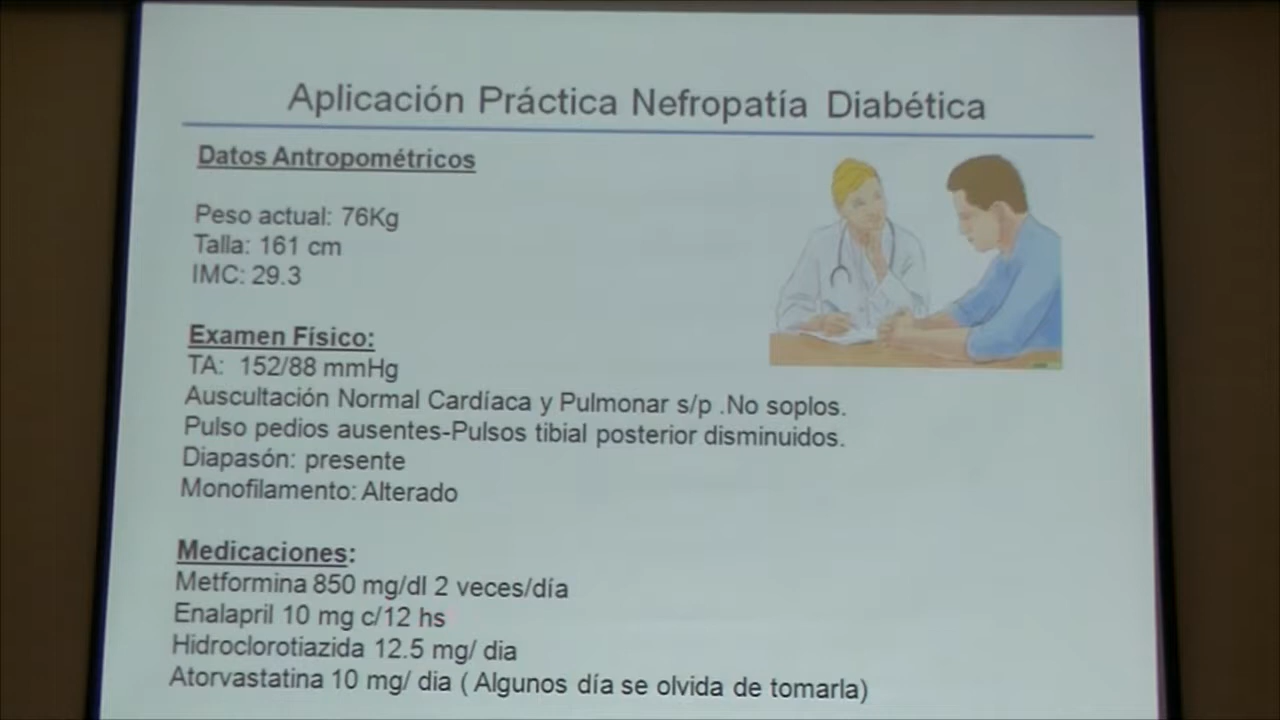 Aplicación Práctica Nefropatía Diabética
Datos Antropométricos
Peso actual: 76Kg
Talla: 161 cm
IMC: 29.3
Examen Físico:
TA: 152/88 mmHg
Auscultación Normal Cardíaca y Pulmonar s/p .No soplos.
Pulso pedios ausentes-Pulsos tibial posterior disminuidos.
Diapasón: presente
Monofilamento: Alterado
Medicaciones:
Metformina 850 mg/dl 2 veces/día
Enalapril 10 mg c/12 hs
Hidroclorotiazida 12.5 mg/ dia
Atorvastatina 10 mg/ dia ( Algunos día se olvida de tomarla)